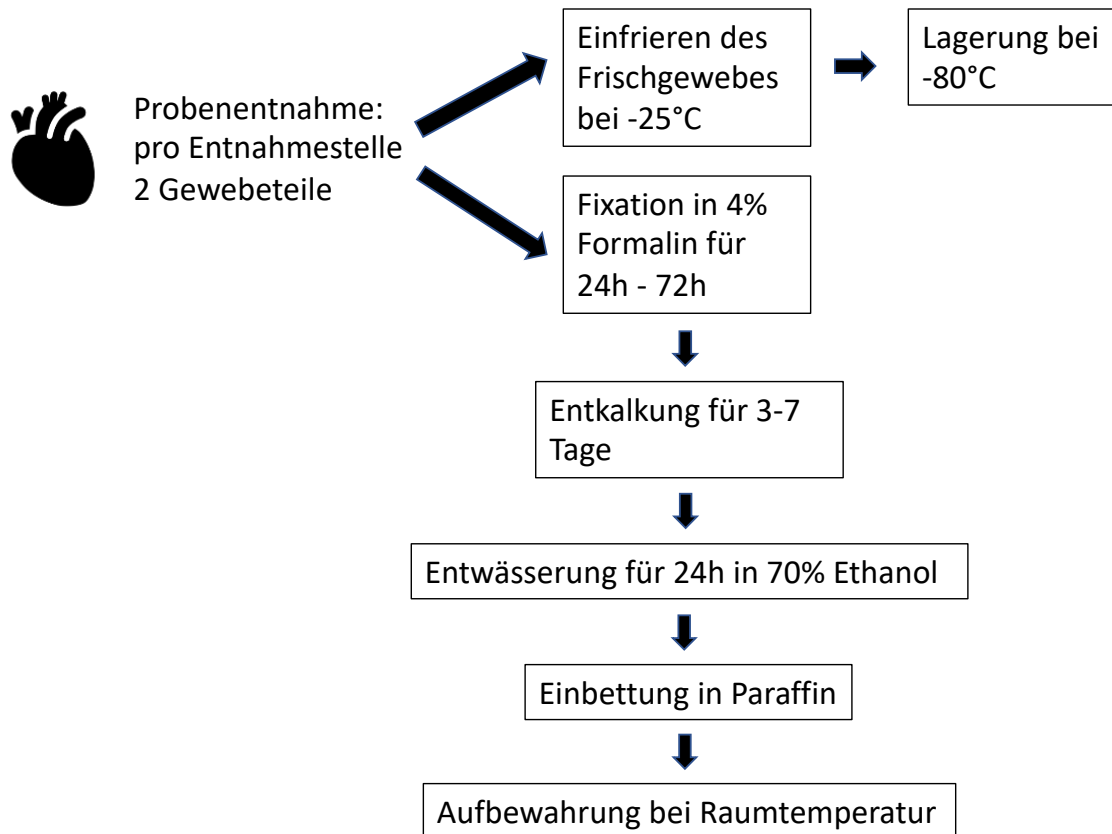 Probenentnahme:
pro Entnahmestelle
2 Gewebeteile
Einfrieren des
Frischgewebes
bei -25°C
Lagerung bei
-80°C
Fixation in 4%
Formalin für
24h - 72h
Entkalkung für 3-7
Tage
Entwässerung für 24h in 70% Ethanol
Einbettung in Paraffin
Aufbewahrung bei Raumtemperatur